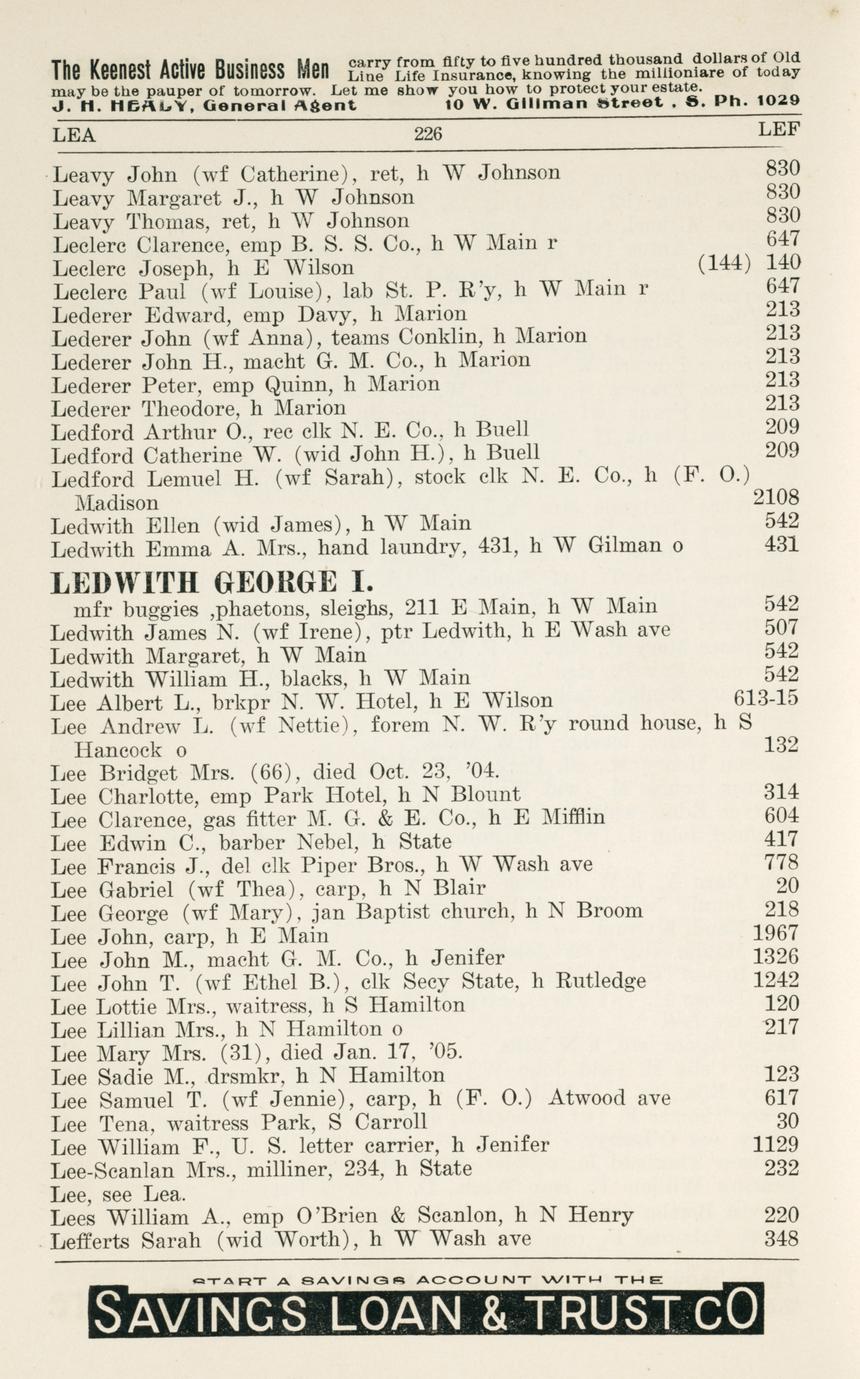 The Keenest Active Business Men carry from fifty to five hundred thousand dollars of Old
Line Life Insurance, knowing the millioniare of today
may be the pauper of tomorrow. Let me show you how to protect your estate.
J. H. HEALY, General Agent 10 W. Gillman Street . S. Ph. 1029
LEA 226 LEF
Leavy John (wf Catherine), ret, h W Johnson 830
Leavy Margaret J., h W Johnson 830
Leavy Thomas, ret, h W Johnson 830
Leclerc Clarence, emp B. S. S. Co., h W Main r 647
Leclerc Joseph, h E Wilson (144) 140
Leclerc Paul (wf Louise), lab St. P. R'y, h W Main r 647
Lederer Edward, emp Davy, h Marion 213
Lederer John (wf Anna), teams Conklin, h Marion 213
Lederer John H., macht G. M. Co., h Marion 213
Lederer Peter, emp Quinn, h Marion 213
Lederer Theodore, h Marion 213
Ledford Arthur O., rec clk N. E. Co., h Buell 209
Ledford Catherine W. (wid John H.), h Buell 209
Ledford Lemuel H. (wf Sarah), stock clk N. E. Co., h (F. O.)
Madison 2108
Ledwith Ellen (wid James), h W Main 542
Ledwith Emma A. Mrs., hand laundry, 431, h W Gilman o 431
LEDWITH GEORGE I.
mfr buggies ,phaetons, sleighs, 211 E Main, h W Main 542
Ledwith James N. (wf Irene), ptr Ledwith, h E Wash ave 507
Ledwith Margaret, h W Main 542
Ledwith William H., blacks, h W Main 542
Lee Albert L., brkpr N. W. Hotel, h E Wilson 613-15
Lee Andrew L. (wf Nettie), forem N. W. R'y round house, h S
Hancock o 132
Lee Bridget Mrs. (66), died Oct. 23, '04.
Lee Charlotte, emp Park Hotel, h N Blount 314
Lee Clarence, gas fitter M. G. & E. Co., h E Mifflin 604
Lee Edwin C., barber Nebel, h State 417
Lee Francis J., del clk Piper Bros., h W Wash ave 778
Lee Gabriel (wf Thea), carp, h N Blair 20
Lee George (wf Mary), jan Baptist church, h N Broom 218
Lee John, carp, h E Main 1967
Lee John M., macht G. M. Co., h Jenifer 1326
Lee John T. (wf Ethel B.), clk Secy State, h Rutledge 1242
Lee Lottie Mrs., waitress, h S Hamilton 120
Lee Lillian Mrs., h N Hamilton o 217
Lee Mary Mrs. (31), died Jan. 17, '05.
Lee Sadie M., drsmkr, h N Hamilton 123
Lee Samuel T. (wf Jennie), carp, h (F. O.) Atwood ave 617
Lee Tena, waitress Park, S Carroll 30
Lee William F., U. S. letter carrier, h Jenifer 1129
Lee-Scanlan Mrs., milliner, 234, h State 232
Lee, see Lea.
Lees William A., emp O'Brien & Scanlon, h N Henry 220
Lefferts Sarah (wid Worth), h W Wash ave 348
START A SAVINGS ACCOUNT WITH THE
SAVINGS LOAN & TRUST CO